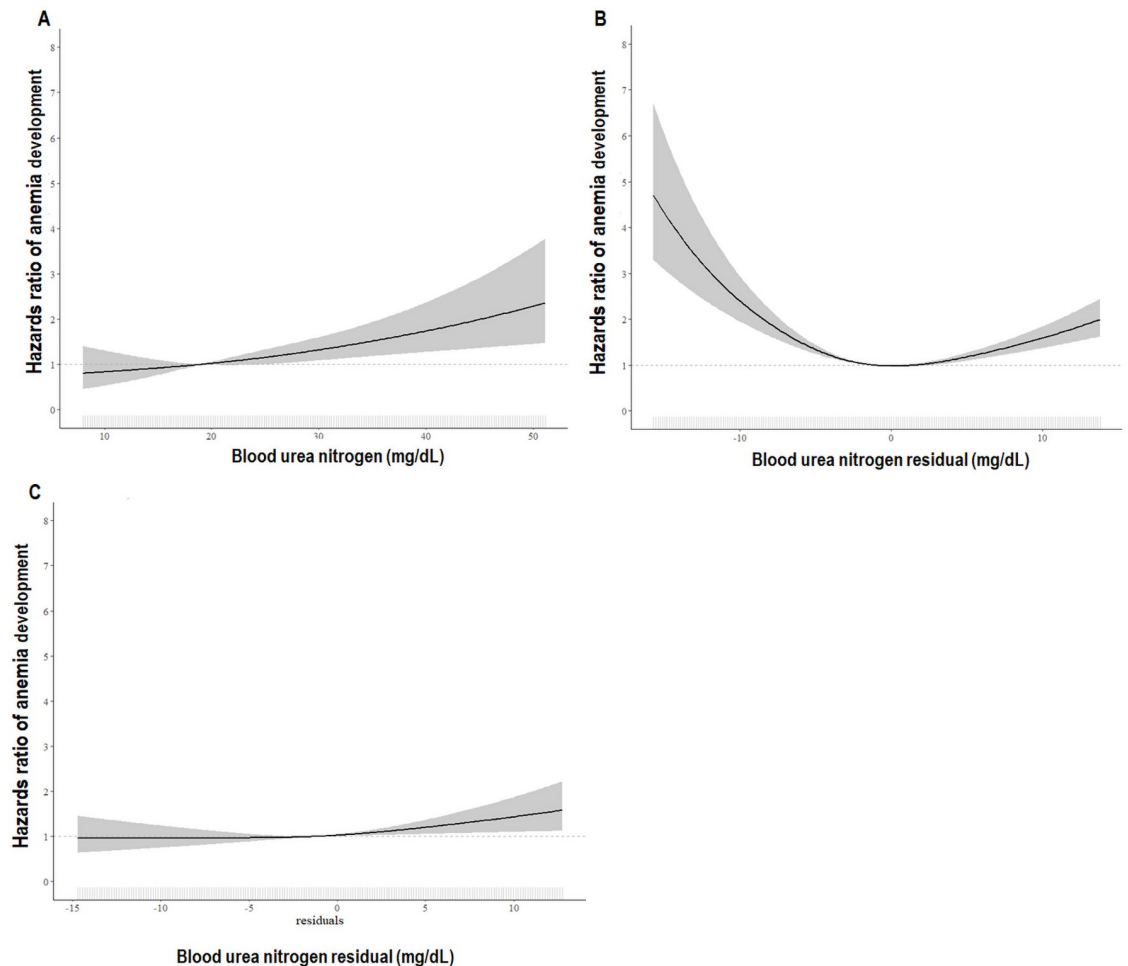 A
Hazards ratio of anemia development
8
7
6
5
4
3
2
1
0
10 20 30 40 50
Blood urea nitrogen (mg/dL)
B
Hazards ratio of anemia development
8
7
6
5
4
3
2
1
0
-10 0 10
Blood urea nitrogen residual (mg/dL)
C
Hazards ratio of anemia development
8
7
6
5
4
3
2
1
0
-15 -10 -5 0 5 10
residuals
Blood urea nitrogen residual (mg/dL)